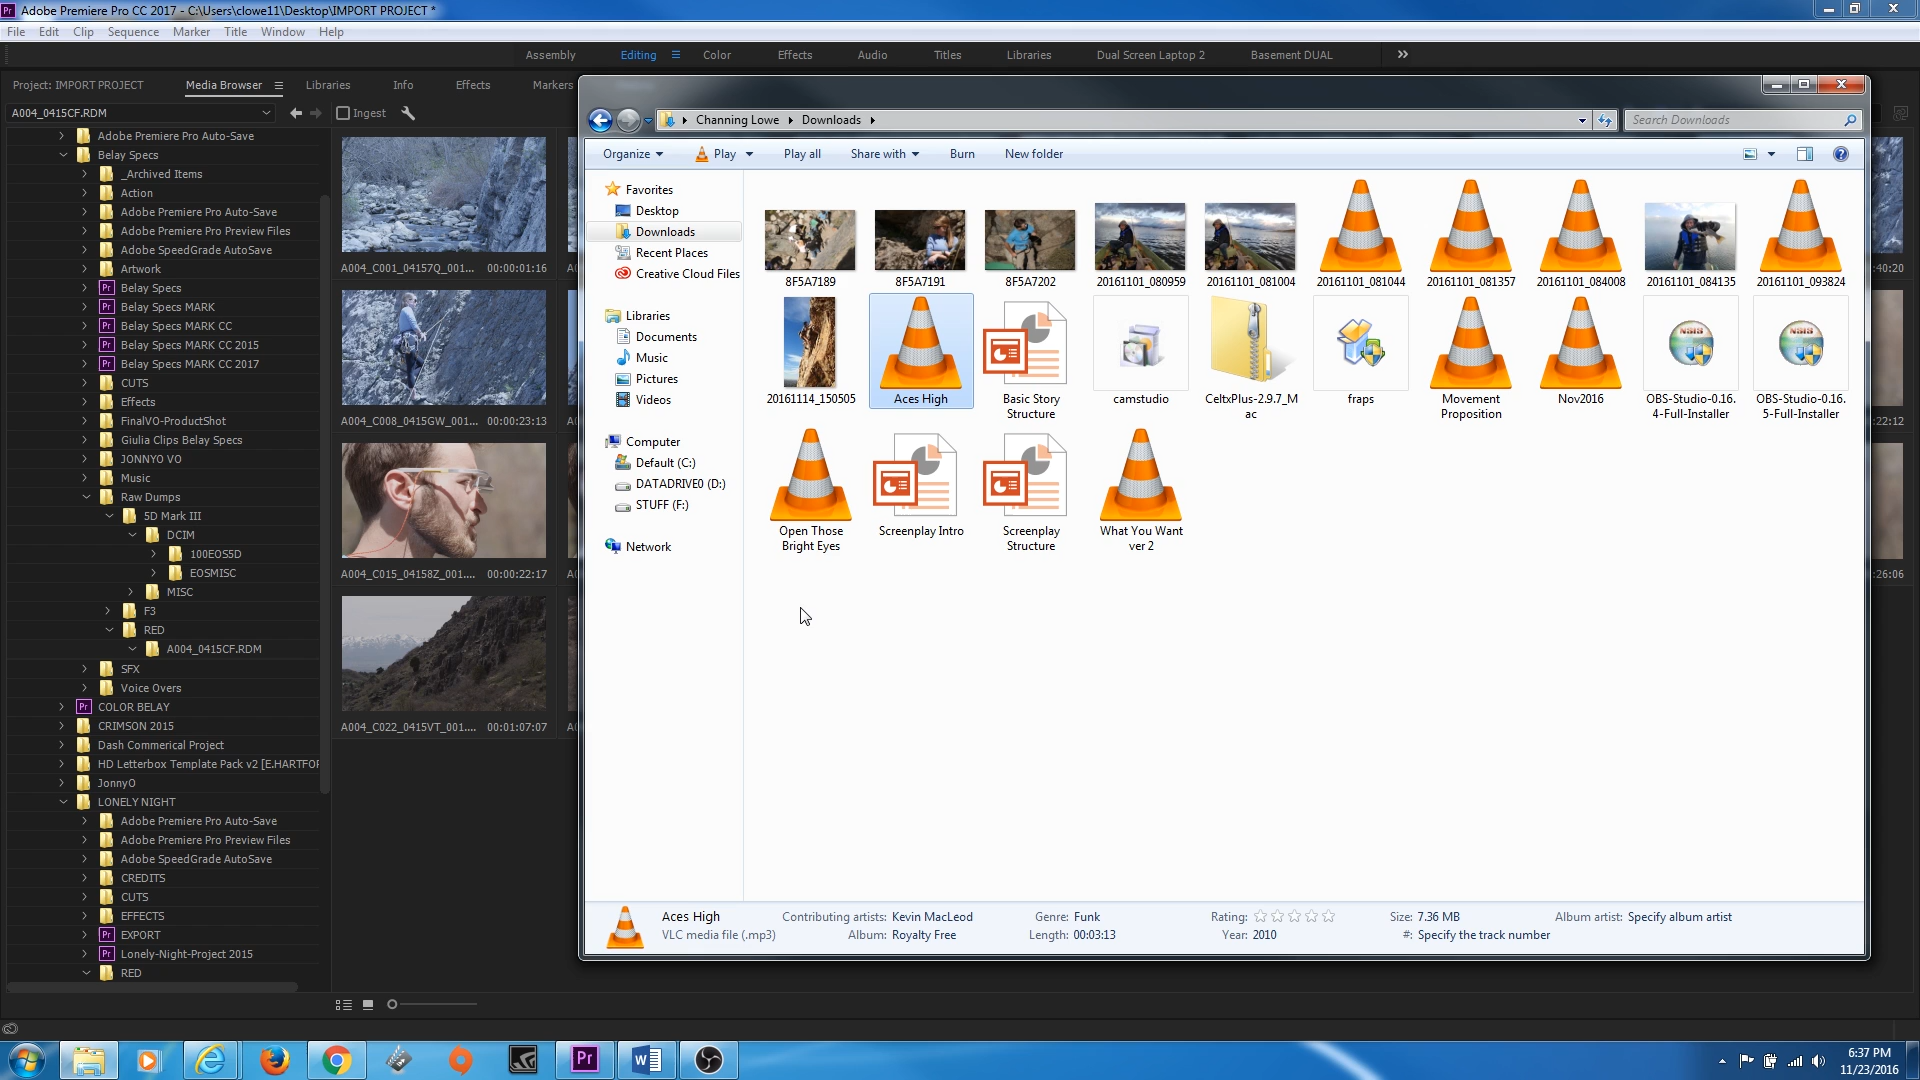 Adobe Premiere Pro CC 2017 - C:\Users\clowe11\Desktop\IMPORT PROJECT *
File Edit Clip Sequence Marker Title Window Help
Assembly Editing Color Effects Audio Titles Libraries Dual Screen Laptop 2 Basement DUAL
Project: IMPORT PROJECT Media Browser Libraries Info Effects Markers
A004_0415CF.RDM Ingest
Adobe Premiere Pro Auto-Save
Belay Specs
_Archived Items
Action
Adobe Premiere Pro Auto-Save
Adobe Premiere Pro Preview Files
Adobe SpeedGrade AutoSave
Artwork
Belay Specs
Belay Specs MARK
Belay Specs MARK CC
Belay Specs MARK CC 2015
Belay Specs MARK CC 2017
CUTS
Effects
FinalVO-ProductShot
Giulia Clips Belay Specs
JONNYO VO
Music
Raw Dumps
5D Mark III
DCIM
100EOS5D
EOSMISC
MISC
F3
RED
A004_0415CF.RDM
SFX
Voice Overs
COLOR BELAY
CRIMSON 2015
Dash Commerical Project
HD Letterbox Template Pack v2 [E.HARTFOR
JonnyO
LONELY NIGHT
Adobe Premiere Pro Auto-Save
Adobe Premiere Pro Preview Files
Adobe SpeedGrade AutoSave
CREDITS
CUTS
EFFECTS
EXPORT
Lonely-Night-Project 2015
RED
A004_C001_04157Q_001... 00:00:01:16
A004_C008_0415GW_001... 00:00:23:13
A004_C015_04158Z_001.... 00:00:22:17
A004_C022_0415VT_001.... 00:01:07:07
:40:20
:22:12
:26:06
Channing Lowe Downloads
Search Downloads
Organize Play Play all Share with Burn New folder
Favorites
Desktop
Downloads
Recent Places
Creative Cloud Files
Libraries
Documents
Music
Pictures
Videos
Computer
Default (C:)
DATADRIVE0 (D:)
STUFF (F:)
Network
8F5A7189 8F5A7191 8F5A7202 20161101_080959 20161101_081004 20161101_081044 20161101_081357 20161101_084008 20161101_084135 20161101_093824
20161114_150505
Aces High
Basic Story
Structure
camstudio
CeltxPlus-2.9.7_M
ac
fraps
Movement
Proposition
Nov2016
OBS-Studio-0.16.
4-Full-Installer
OBS-Studio-0.16.
5-Full-Installer
Open Those
Bright Eyes
Screenplay Intro
Screenplay
Structure
What You Want
ver 2
Aces High Contributing artists: Kevin MacLeod Genre: Funk Rating: Size: 7.36 MB Album artist: Specify album artist
VLC media file (.mp3) Album: Royalty Free Length: 00:03:13 Year: 2010 #: Specify the track number
6:37 PM
11/23/2016